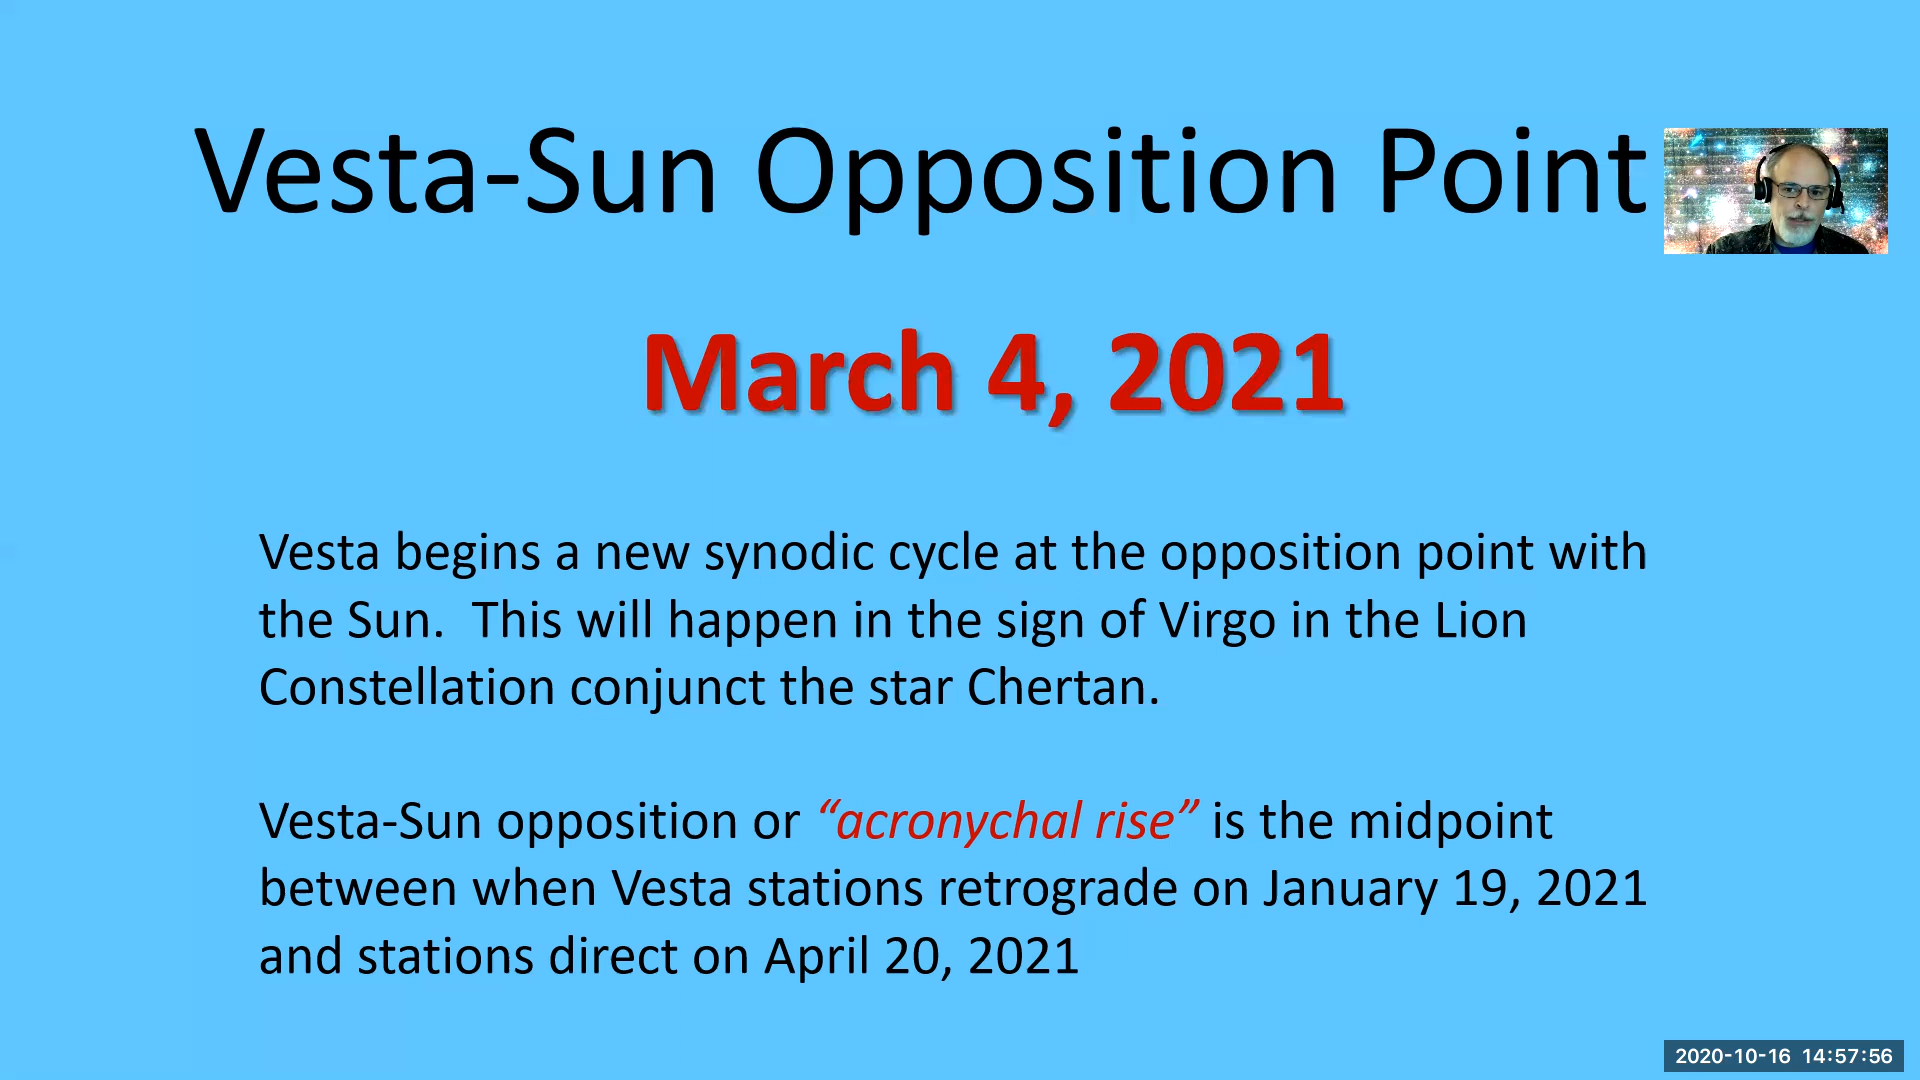 Vesta-Sun Opposition Point
March 4, 2021
Vesta begins a new synodic cycle at the opposition point with
the Sun.  This will happen in the sign of Virgo in the Lion
Constellation conjunct the star Chertan.
Vesta-Sun opposition or “acronychal rise” is the midpoint
between when Vesta stations retrograde on January 19, 2021
and stations direct on April 20, 2021
2020-10-16  14:57:56